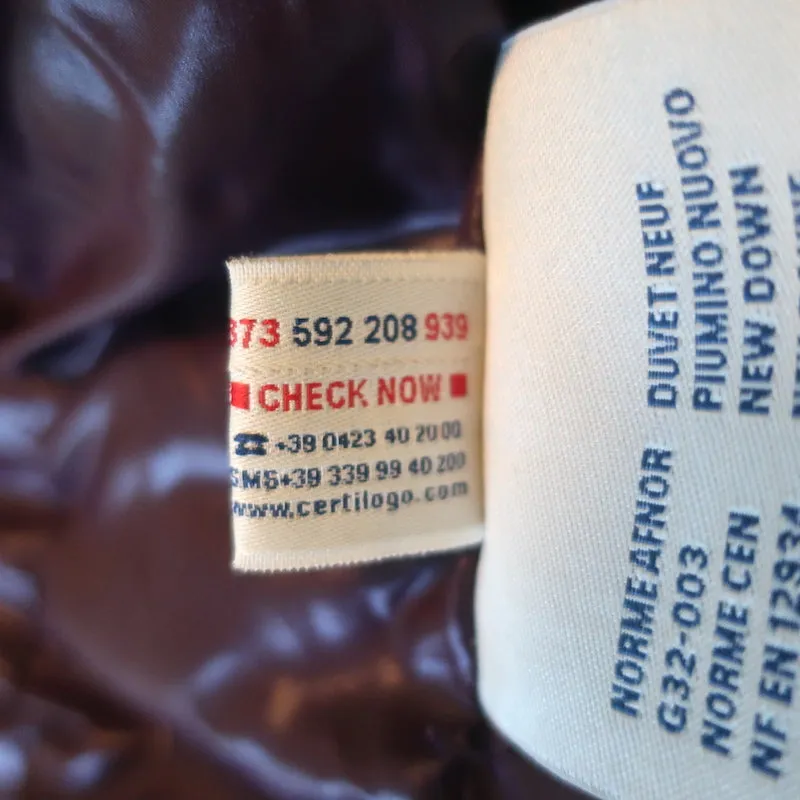 373 592 208 939
CHECK NOW
☎ +39 0423 40 20 00
SMS+39 339 99 40 200
www.certilogo.com
DUVET NEUF
PIUMINO NUOVO
NEW DOWN
NORME AFNOR
G32-003
NORME CEN
NF EN 12934